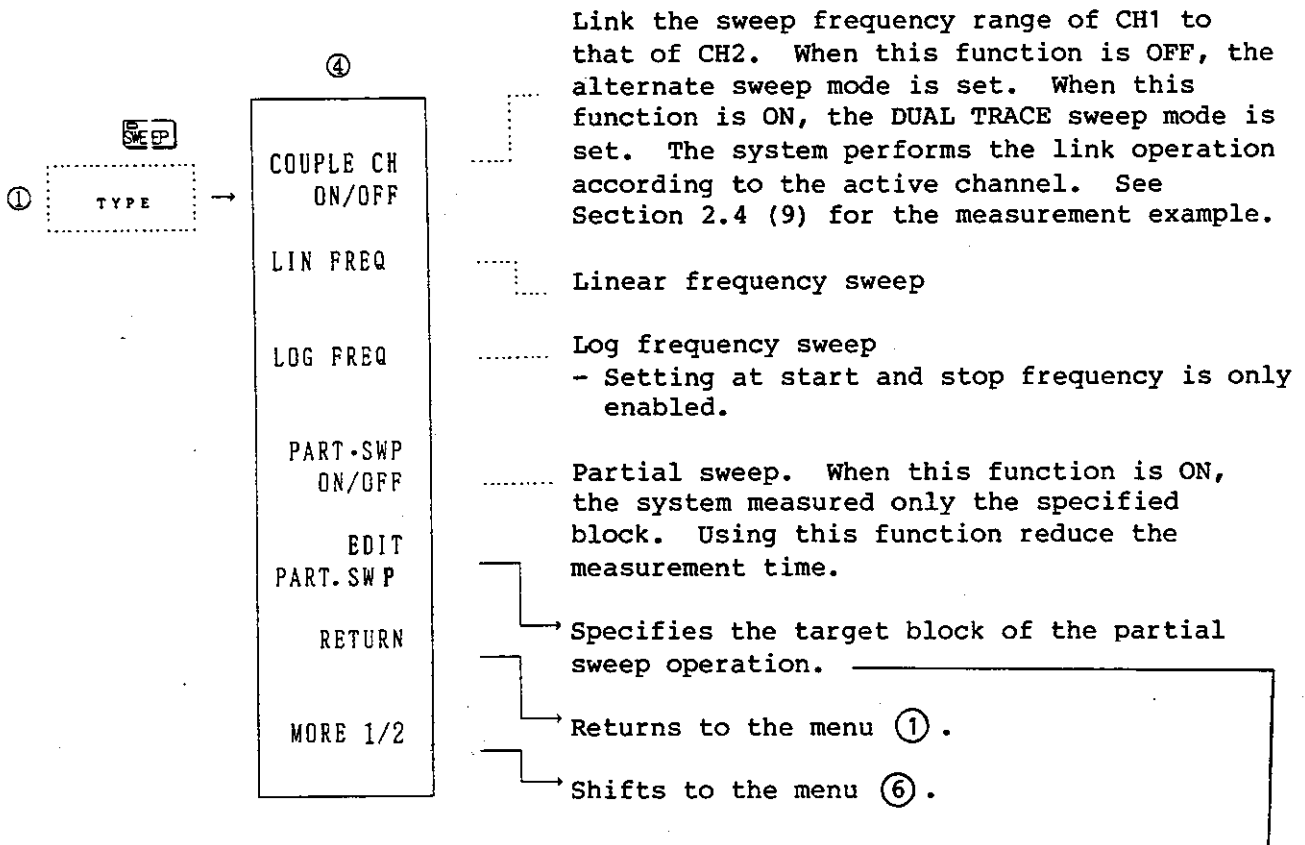 ④
SWEEP
① TYPE →
COUPLE CH
ON/OFF
LIN FREQ
LOG FREQ
PART·SWP
ON/OFF
EDIT
PART.SWP
RETURN
MORE 1/2
Link the sweep frequency range of CH1 to
that of CH2. When this function is OFF, the
alternate sweep mode is set. When this
function is ON, the DUAL TRACE sweep mode is
set. The system performs the link operation
according to the active channel. See
Section 2.4 (9) for the measurement example.
Linear frequency sweep
Log frequency sweep
- Setting at start and stop frequency is only
enabled.
Partial sweep. When this function is ON,
the system measured only the specified
block. Using this function reduce the
measurement time.
Specifies the target block of the partial
sweep operation.
Returns to the menu ① .
Shifts to the menu ⑥ .